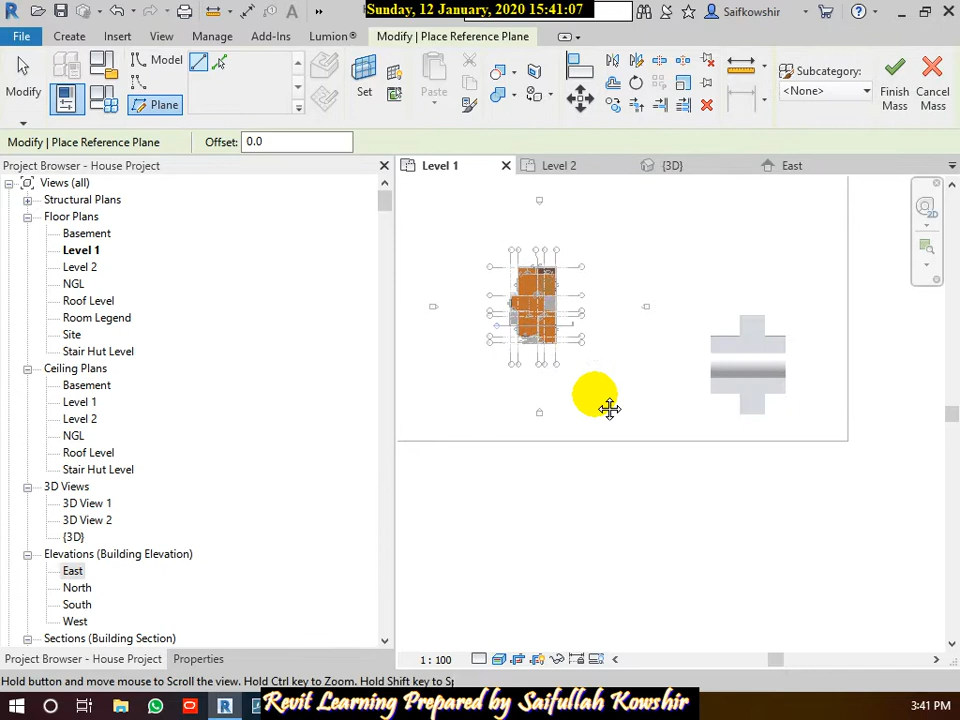 Sunday, 12 January, 2020 15:41:07
Saifkowshir
File
Create
Insert
View
Manage
Add-Ins
Lumion®
Modify | Place Reference Plane
Modify
Model
Plane
Set
Paste
Subcategory:
<None>
Finish
Mass
Cancel
Mass
Modify | Place Reference Plane
Offset:
0.0
Project Browser - House Project
Level 1
Level 2
{3D}
East
Views (all)
Structural Plans
Floor Plans
Basement
Level 1
Level 2
NGL
Roof Level
Room Legend
Site
Stair Hut Level
Ceiling Plans
Basement
Level 1
Level 2
NGL
Roof Level
Stair Hut Level
3D Views
3D View 1
3D View 2
{3D}
Elevations (Building Elevation)
East
North
South
West
Sections (Building Section)
2D
Project Browser - House Project
Properties
1 : 100
Hold button and move mouse to Scroll the view. Hold Ctrl key to Zoom. Hold Shift key to Sp
Revit Learning Prepared by Saifullah Kowshir
3:41 PM